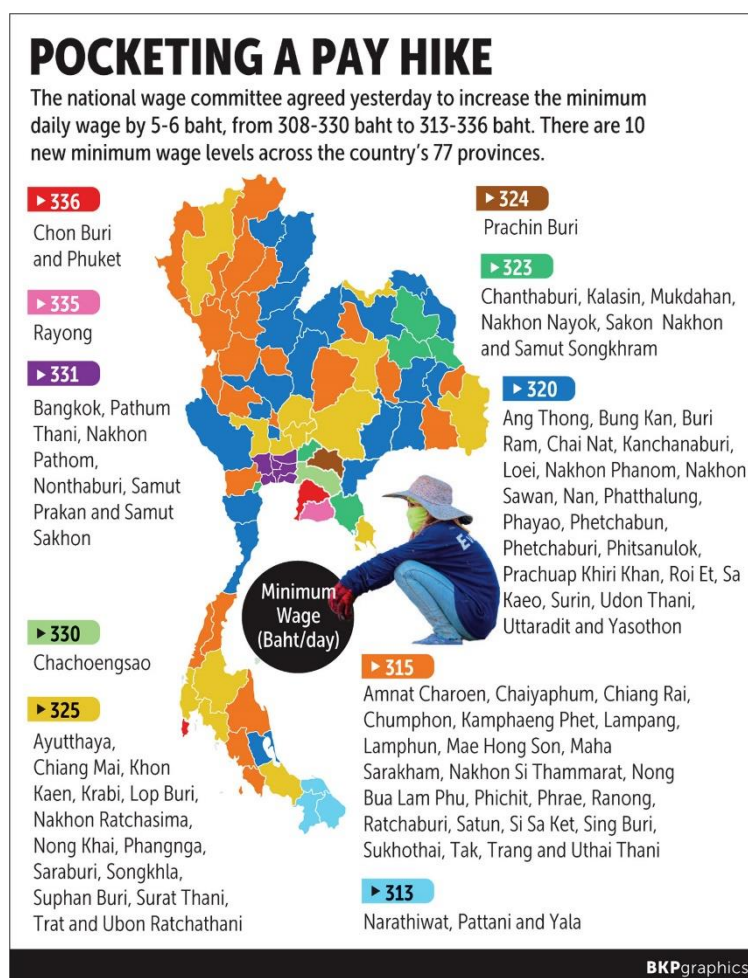 POCKETING A PAY HIKE
The national wage committee agreed yesterday to increase the minimum
daily wage by 5-6 baht, from 308-330 baht to 313-336 baht. There are 10
new minimum wage levels across the country's 77 provinces.
336
Chon Buri
and Phuket
335
Rayong
331
Bangkok, Pathum
Thani, Nakhon
Pathom,
Nonthaburi, Samut
Prakan and Samut
Sakhon
330
Chachoengsao
325
Ayutthaya,
Chiang Mai, Khon
Kaen, Krabi, Lop Buri,
Nakhon Ratchasima,
Nong Khai, Phangnga,
Saraburi, Songkhla,
Suphan Buri, Surat Thani,
Trat and Ubon Ratchathani
Minimum
Wage
(Baht/day)
324
Prachin Buri
323
Chanthaburi, Kalasin, Mukdahan,
Nakhon Nayok, Sakon Nakhon
and Samut Songkhram
320
Ang Thong, Bung Kan, Buri
Ram, Chai Nat, Kanchanaburi,
Loei, Nakhon Phanom, Nakhon
Sawan, Nan, Phatthalung,
Phayao, Phetchabun,
Phetchaburi, Phitsanulok,
Prachuap Khiri Khan, Roi Et, Sa
Kaeo, Surin, Udon Thani,
Uttaradit and Yasothon
315
Amnat Charoen, Chaiyaphum, Chiang Rai,
Chumphon, Kamphaeng Phet, Lampang,
Lamphun, Mae Hong Son, Maha
Sarakham, Nakhon Si Thammarat, Nong
Bua Lam Phu, Phichit, Phrae, Ranong,
Ratchaburi, Satun, Si Sa Ket, Sing Buri,
Sukhothai, Tak, Trang and Uthai Thani
313
Narathiwat, Pattani and Yala
BKPgraphics